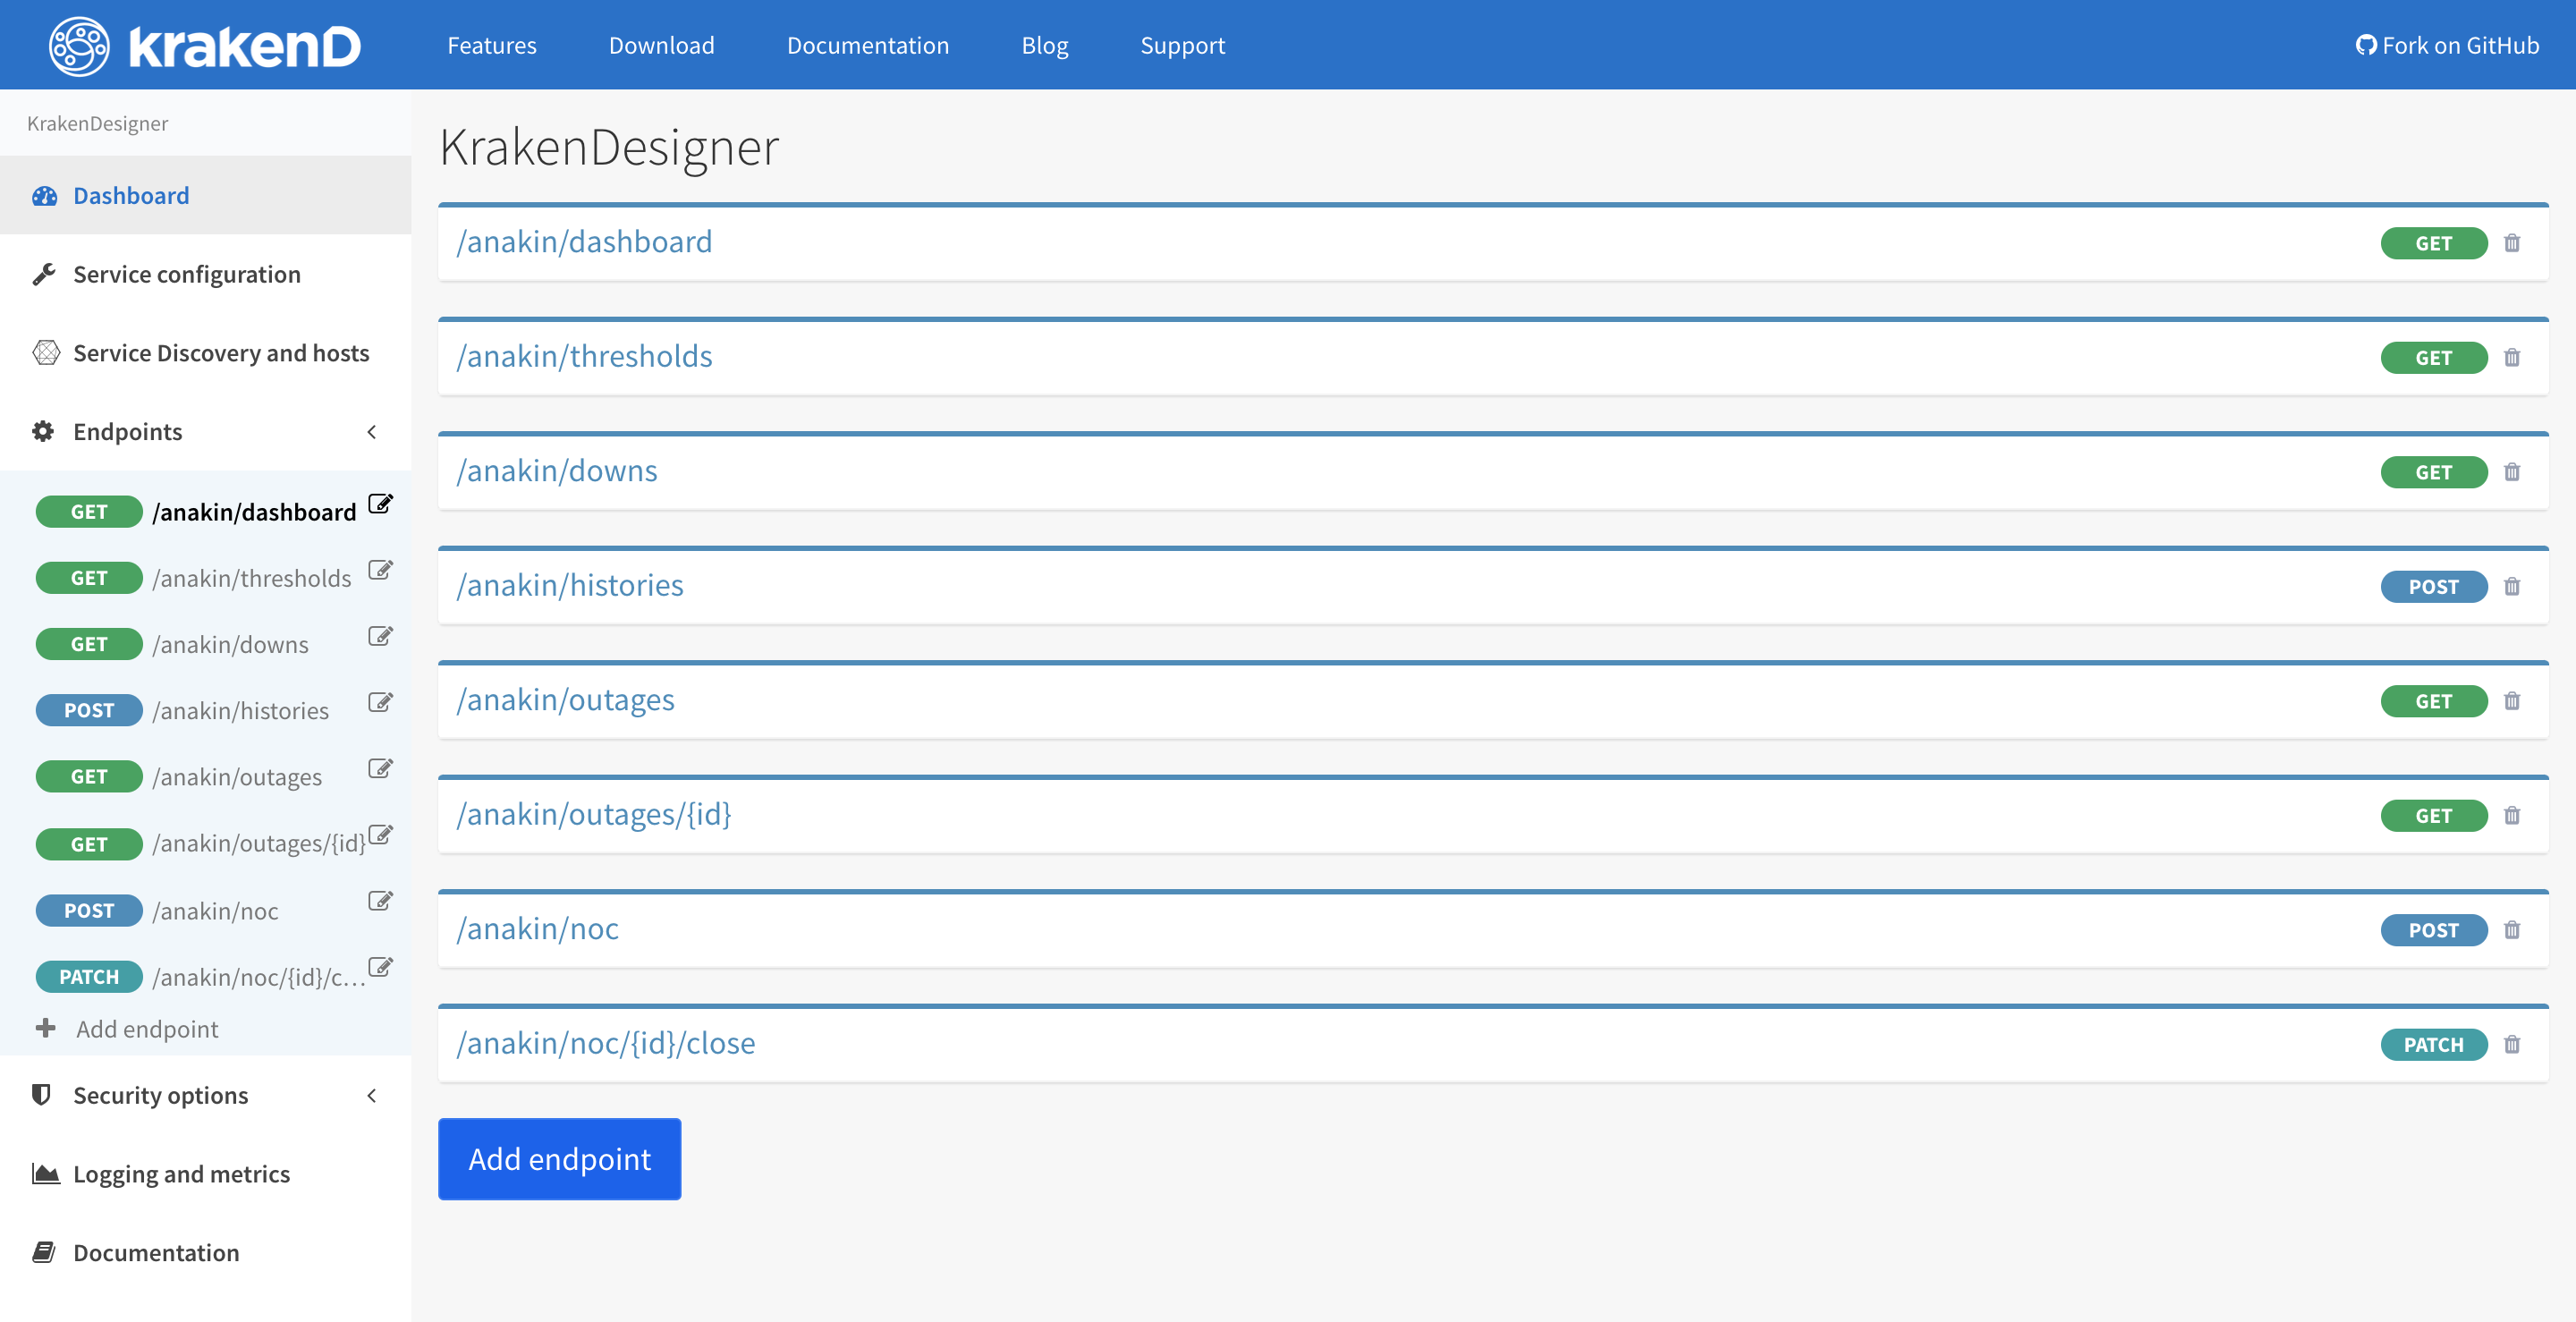 krakenD
Features
Download
Documentation
Blog
Support
Fork on GitHub
KrakenDesigner
Dashboard
Service configuration
Service Discovery and hosts
Endpoints
GET /anakin/dashboard
GET /anakin/thresholds
GET /anakin/downs
POST /anakin/histories
GET /anakin/outages
GET /anakin/outages/{id}
POST /anakin/noc
PATCH /anakin/noc/{id}/c...
Add endpoint
Security options
Logging and metrics
Documentation
KrakenDesigner
/anakin/dashboard GET
/anakin/thresholds GET
/anakin/downs GET
/anakin/histories POST
/anakin/outages GET
/anakin/outages/{id} GET
/anakin/noc POST
/anakin/noc/{id}/close PATCH
Add endpoint